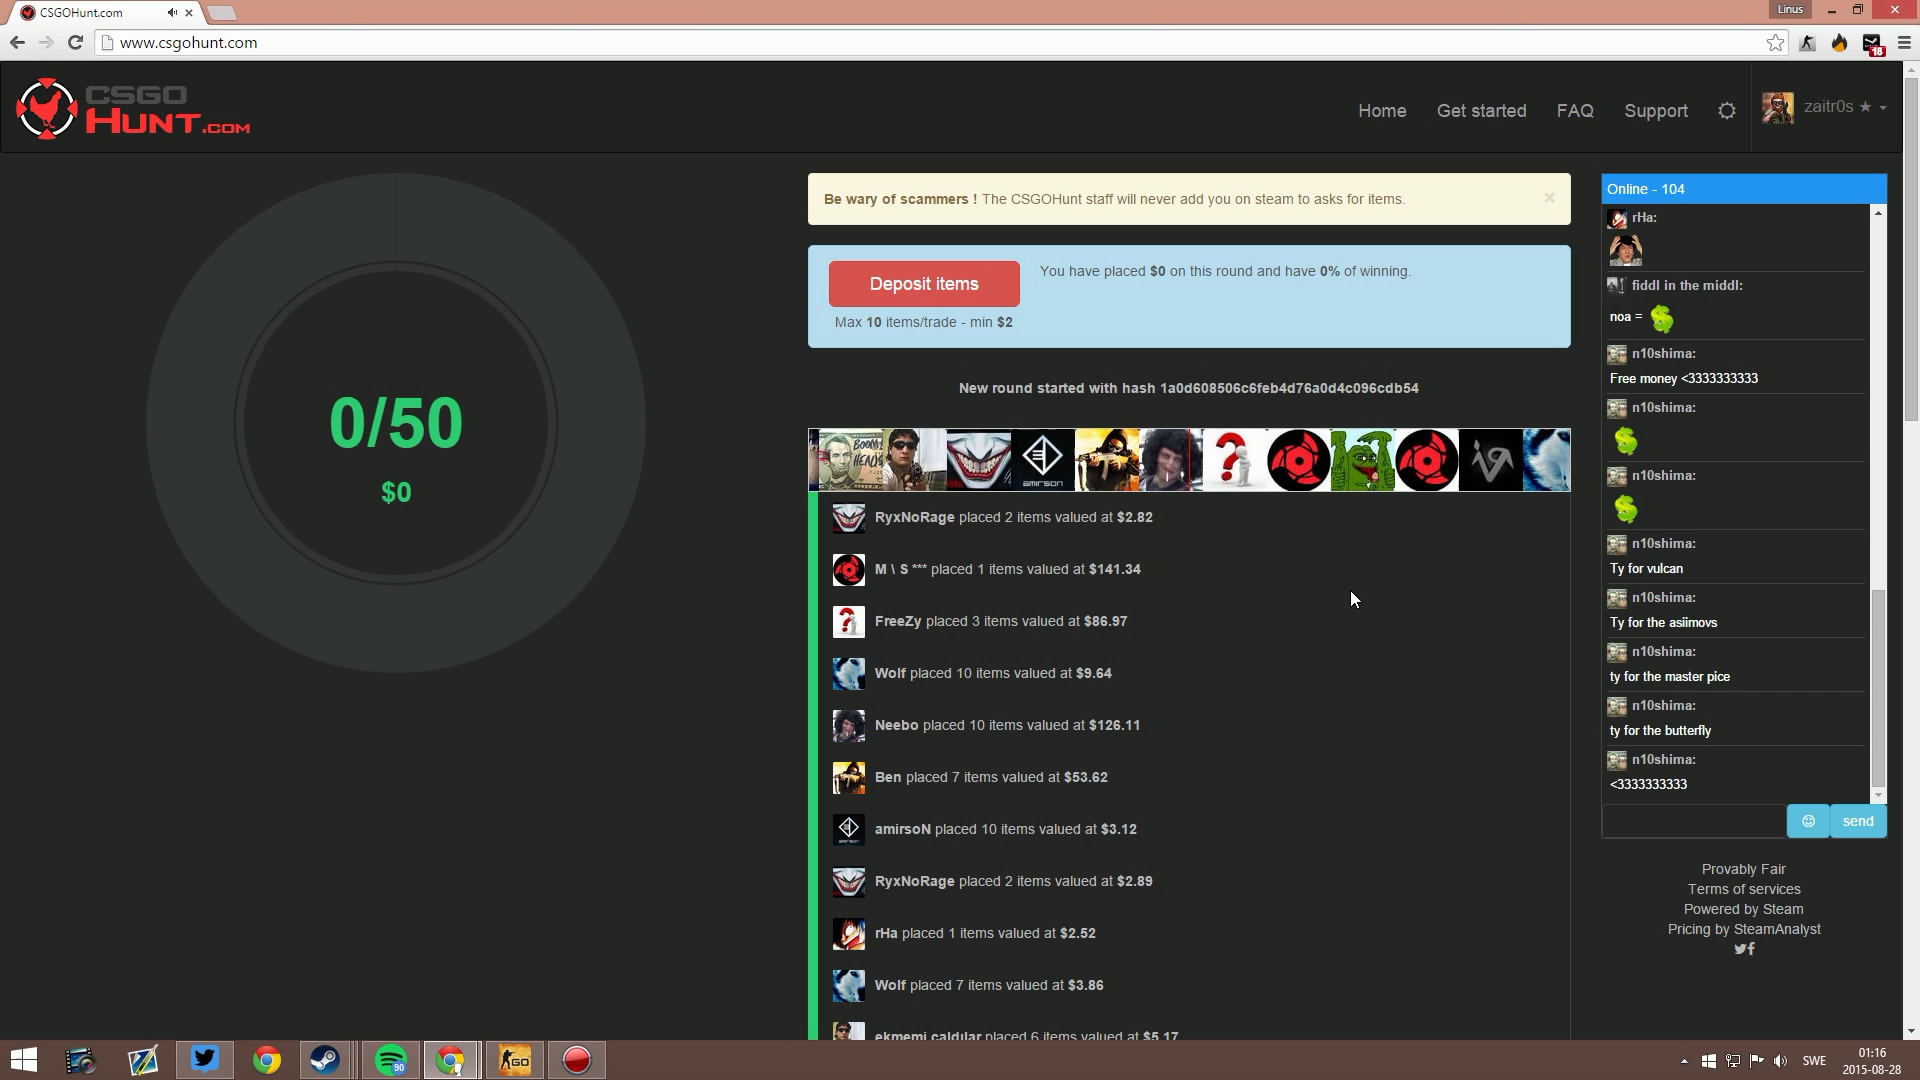 CSGOHunt.com
Linus
www.csgohunt.com
18
CSGO
HUNT.COM
Home
Get started
FAQ
Support
zaitr0s ★
Be wary of scammers ! The CSGOHunt staff will never add you on steam to asks for items.
×
Deposit items
You have placed $0 on this round and have 0% of winning.
Max 10 items/trade - min $2
New round started with hash 1a0d608506c6feb4d76a0d4c096cdb54
0/50
$0
BOOM
HEAD
amirson
RyxNoRage placed 2 items valued at $2.82
M \ S *** placed 1 items valued at $141.34
FreeZy placed 3 items valued at $86.97
Wolf placed 10 items valued at $9.64
Neebo placed 10 items valued at $126.11
Ben placed 7 items valued at $53.62
amirsoN placed 10 items valued at $3.12
RyxNoRage placed 2 items valued at $2.89
rHa placed 1 items valued at $2.52
Wolf placed 7 items valued at $3.86
ekmemi caldılar placed 6 items valued at $5.17
Online - 104
rHa:
fiddl in the middl:
noa =
n10shima:
Free money <3333333333
n10shima:
n10shima:
n10shima:
Ty for vulcan
n10shima:
Ty for the asiimovs
n10shima:
ty for the master pice
n10shima:
ty for the butterfly
n10shima:
<3333333333
send
Provably Fair
Terms of services
Powered by Steam
Pricing by SteamAnalyst
90
GO
SWE
01:16
2015-08-28